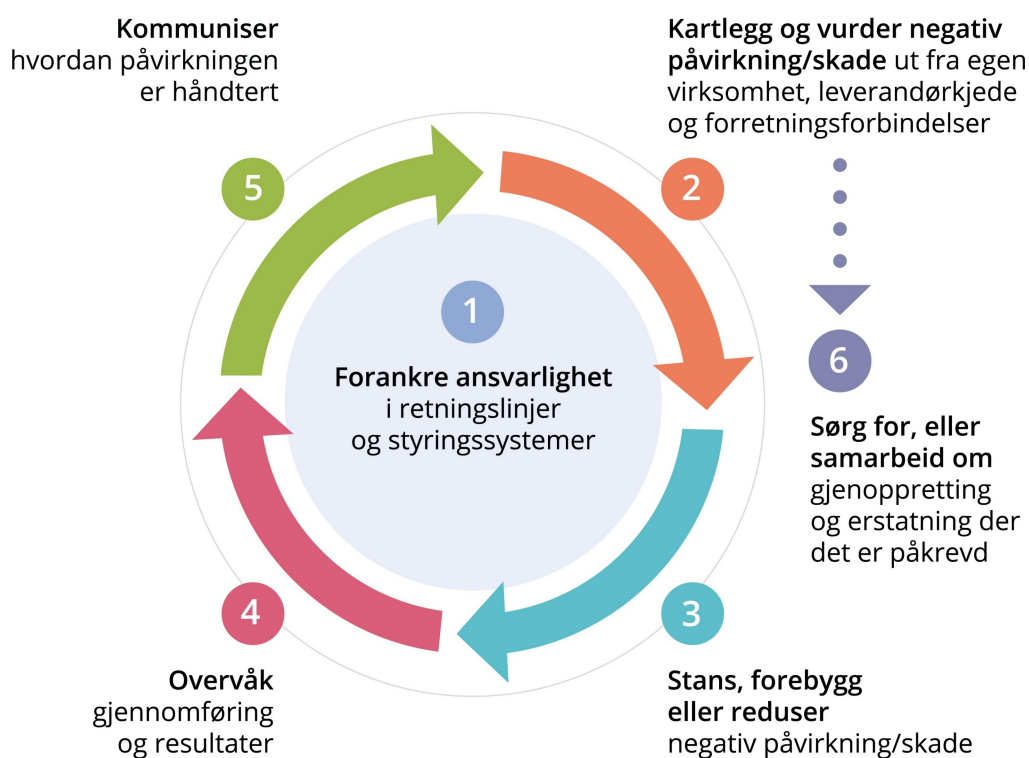 Kommuniser
hvordan påvirkningen
er håndtert
5
Kartlegg og vurder negativ
påvirkning/skade ut fra egen
virksomhet, leverandørkjede
og forretningsforbindelser
2
1
Forankre ansvarlighet
i retningslinjer
og styringssystemer
6
Sørg for, eller
samarbeid om
gjenoppretting
og erstatning der
det er påkrevd
4
Overvåk
gjennomføring
og resultater
3
Stans, forebygg
eller reduser
negativ påvirkning/skade